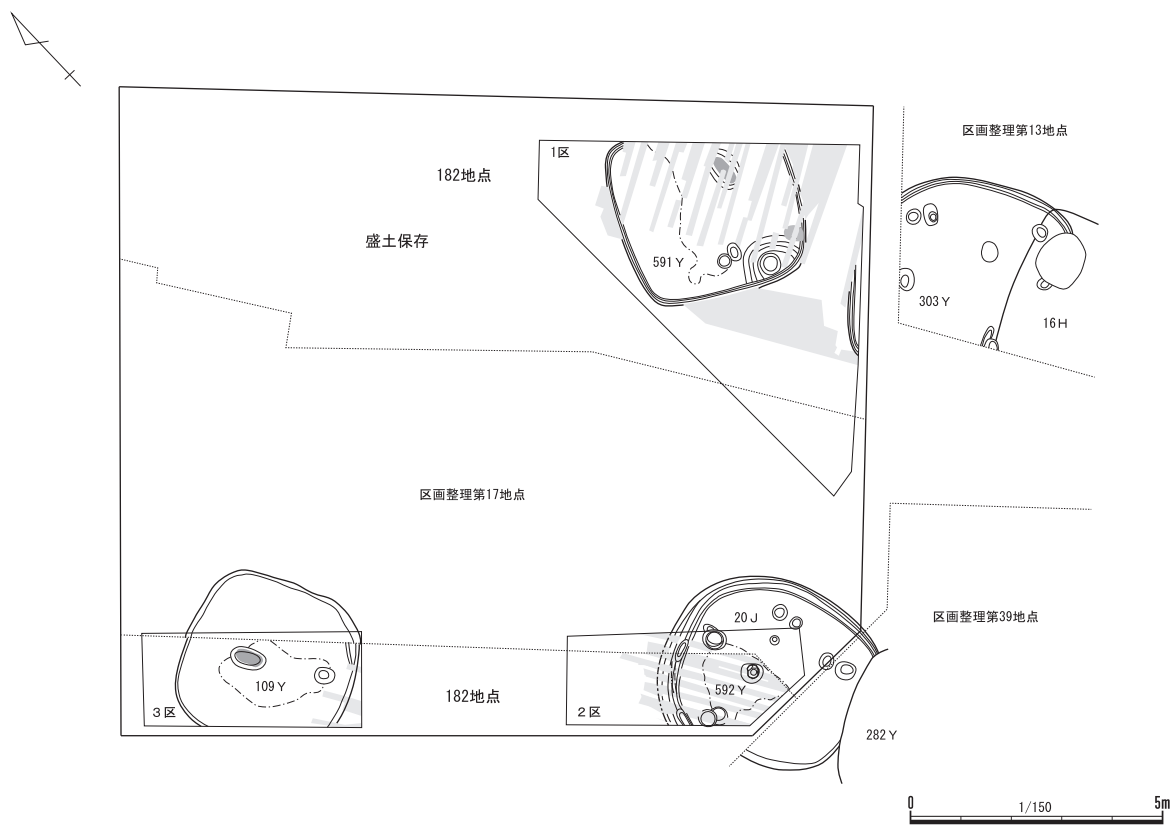 区画整理第13地点
1区
182地点
盛土保存
591Y
303Y
16H
区画整理第17地点
20J
区画整理第39地点
109Y
592Y
182地点
3区
2区
282Y
0
1/150
5m